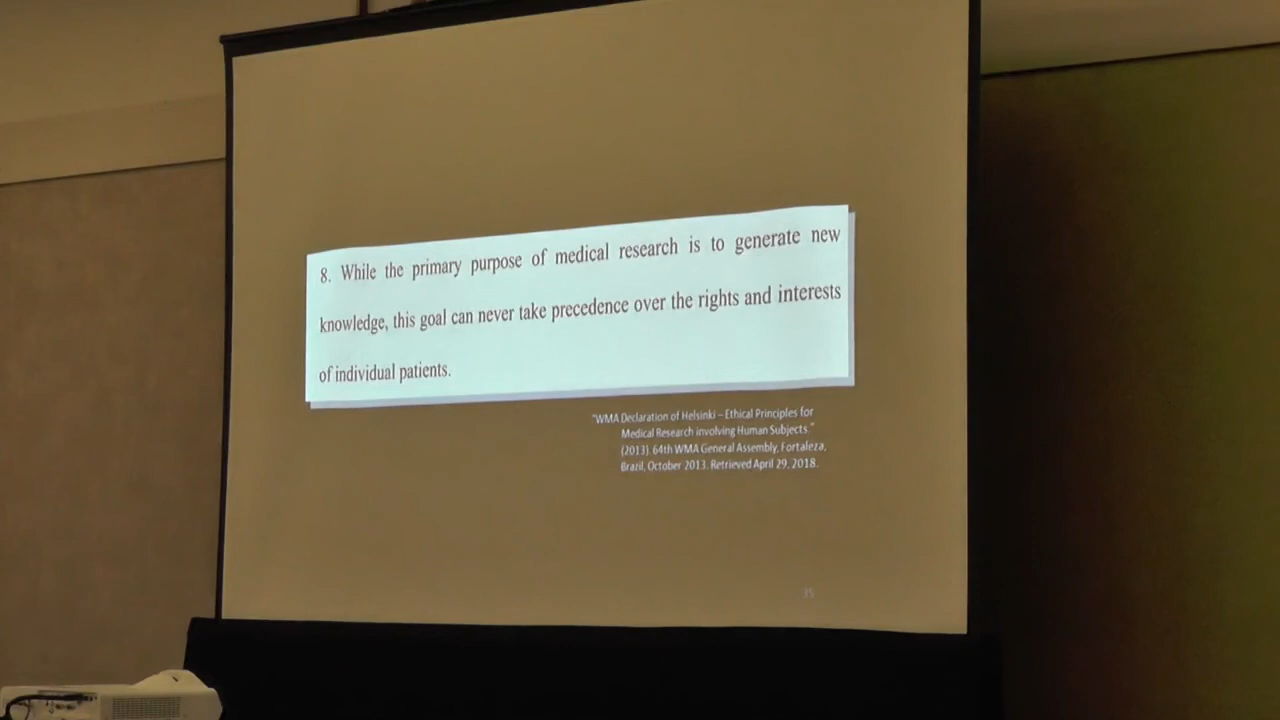 8. While the primary purpose of medical research is to generate new
knowledge, this goal can never take precedence over the rights and interests
of individual patients.
"WMA Declaration of Helsinki – Ethical Principles for
Medical Research involving Human Subjects."
(2013). 64th WMA General Assembly, Fortaleza,
Brazil, October 2013. Retrieved April 29, 2018.
35